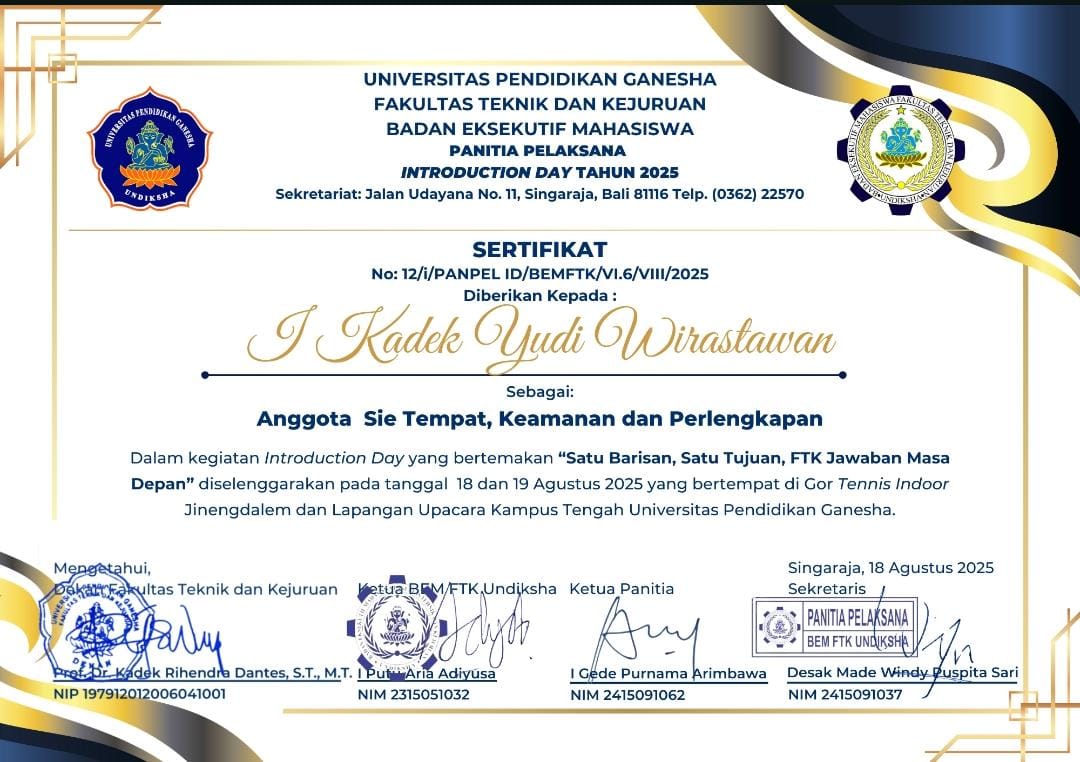 UNIVERSITAS PENDIDIKAN GANESHA
FAKULTAS TEKNIK DAN KEJURUAN
BADAN EKSEKUTIF MAHASISWA
PANITIA PELAKSANA
INTRODUCTION DAY TAHUN 2025
Sekretariat: Jalan Udayana No. 11, Singaraja, Bali 81116 Telp. (0362) 22570
UNIVERSITAS PENDIDIKAN GANESHA
UNDIKSHA
BADAN EKSEKUTIF MAHASISWA FAKULTAS TEKNIK DAN KEJURUAN
UNDIKSHA
SERTIFIKAT
No: 12/i/PANPEL ID/BEMFTK/VI.6/VIII/2025
Diberikan Kepada :
I Kadek Yudi Wirastawan
Sebagai:
Anggota  Sie Tempat, Keamanan dan Perlengkapan
Dalam kegiatan Introduction Day yang bertemakan “Satu Barisan, Satu Tujuan, FTK Jawaban Masa
Depan” diselenggarakan pada tanggal  18 dan 19 Agustus 2025 yang bertempat di Gor Tennis Indoor
Jinengdalem dan Lapangan Upacara Kampus Tengah Universitas Pendidikan Ganesha.
Mengetahui,
Dekan Fakultas Teknik dan Kejuruan
DEKAN
Prof. Dr. Kadek Rihendra Dantes, S.T., M.T.
NIP 197912012006041001
Ketua BEM FTK Undiksha
I Putu Aria Adiyusa
NIM 2315051032
Ketua Panitia
I Gede Purnama Arimbawa
NIM 2415091062
Singaraja, 18 Agustus 2025
Sekretaris
PANITIA PELAKSANA
BEM FTK UNDIKSHA
Desak Made Windy Puspita Sari
NIM 2415091037